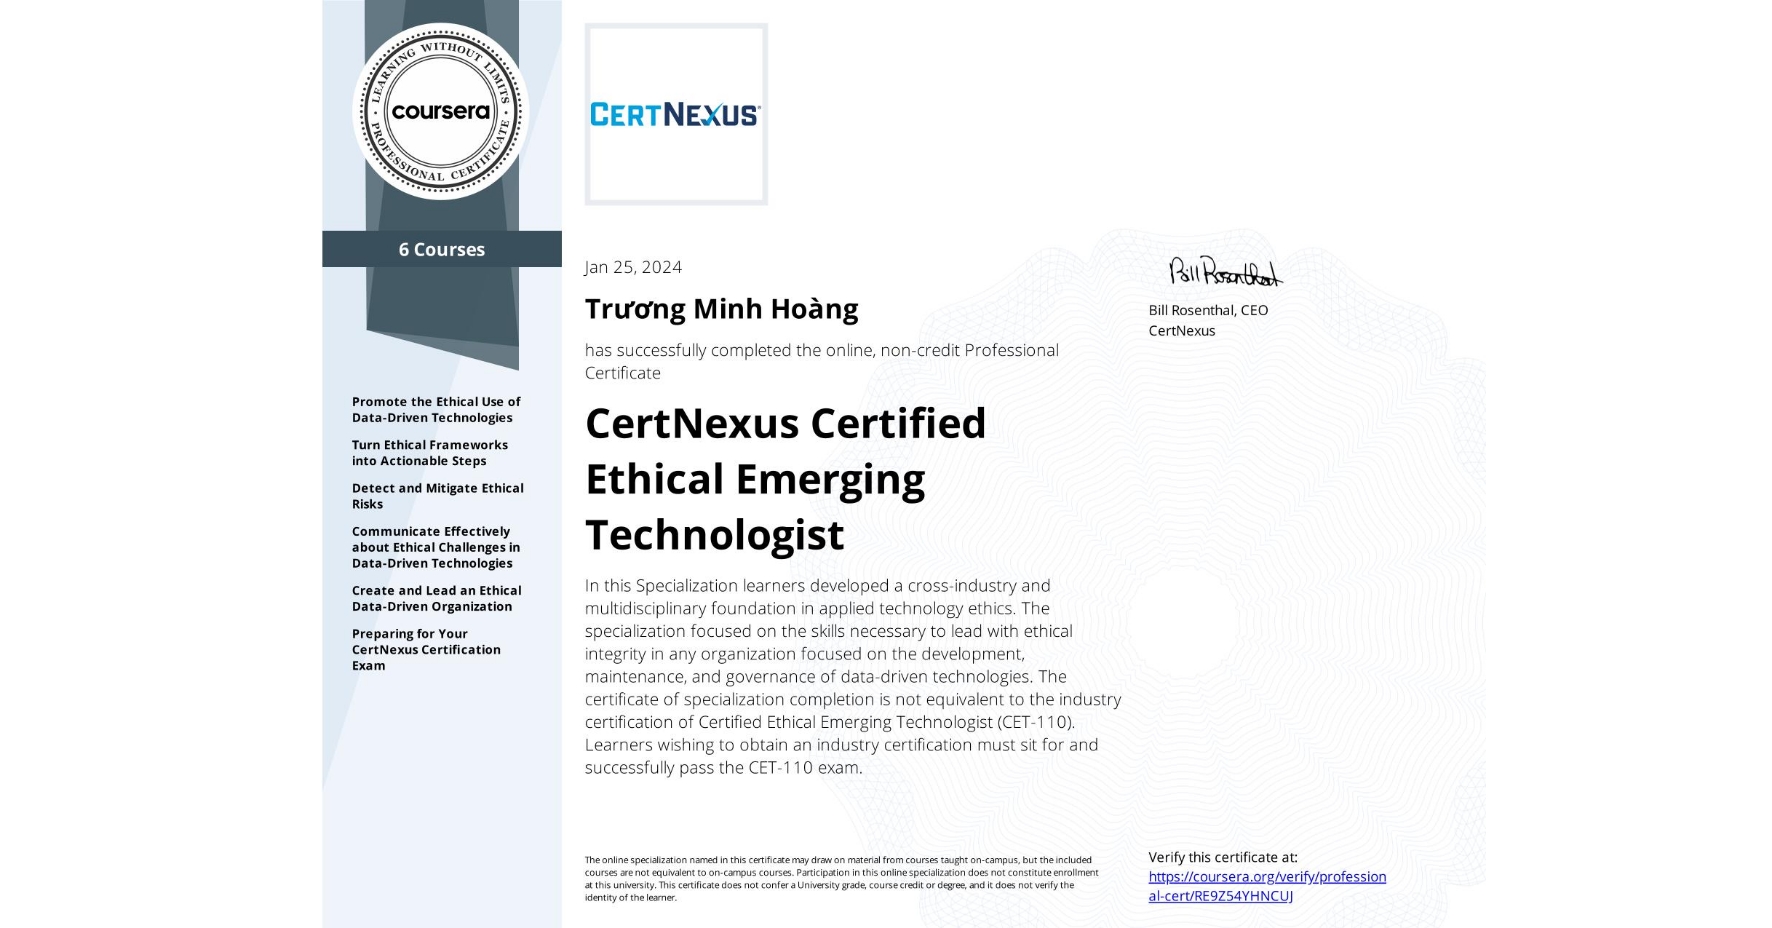 LEARNING WITHOUT LIMITS
coursera
PROFESSIONAL CERTIFICATE
6 Courses
Promote the Ethical Use of
Data-Driven Technologies
Turn Ethical Frameworks
into Actionable Steps
Detect and Mitigate Ethical
Risks
Communicate Effectively
about Ethical Challenges in
Data-Driven Technologies
Create and Lead an Ethical
Data-Driven Organization
Preparing for Your
CertNexus Certification
Exam
CERTNEXUS®
Jan 25, 2024
Trương Minh Hoàng
has successfully completed the online, non-credit Professional
Certificate
CertNexus Certified
Ethical Emerging
Technologist
In this Specialization learners developed a cross-industry and
multidisciplinary foundation in applied technology ethics. The
specialization focused on the skills necessary to lead with ethical
integrity in any organization focused on the development,
maintenance, and governance of data-driven technologies. The
certificate of specialization completion is not equivalent to the industry
certification of Certified Ethical Emerging Technologist (CET-110).
Learners wishing to obtain an industry certification must sit for and
successfully pass the CET-110 exam.
The online specialization named in this certificate may draw on material from courses taught on-campus, but the included
courses are not equivalent to on-campus courses. Participation in this online specialization does not constitute enrollment
at this university. This certificate does not confer a University grade, course credit or degree, and it does not verify the
identity of the learner.
Bill Rosenthal
Bill Rosenthal, CEO
CertNexus
Verify this certificate at:
https://coursera.org/verify/profession
al-cert/RE9Z54YHNCUJ